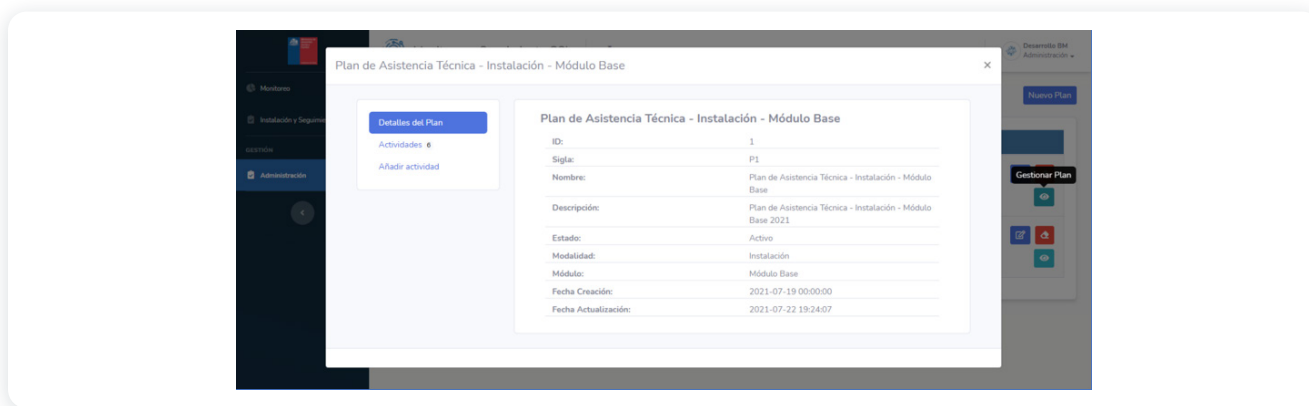 Desarrollo BM
Administración
Plan de Asistencia Técnica - Instalación - Módulo Base
×
Monitoreo
Nuevo Plan
Instalación y Seguimie
GESTIÓN
Administración
Detalles del Plan
Actividades 6
Añadir actividad
Plan de Asistencia Técnica - Instalación - Módulo Base
ID: 1
Sigla: P1
Nombre: Plan de Asistencia Técnica - Instalación - Módulo
Base
Descripción: Plan de Asistencia Técnica - Instalación - Módulo
Base 2021
Estado: Activo
Modalidad: Instalación
Módulo: Módulo Base
Fecha Creación: 2021-07-19 00:00:00
Fecha Actualización: 2021-07-22 19:24:07
Gestionar Plan